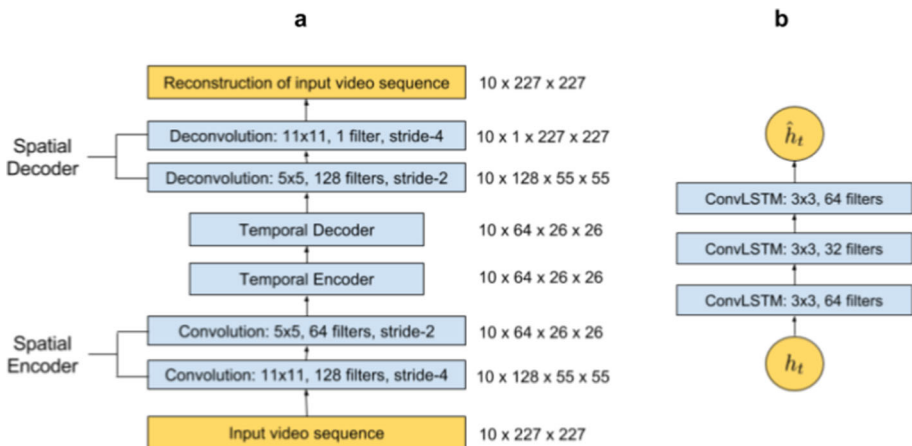 a
Reconstruction of input video sequence 10 x 227 x 227
Deconvolution: 11x11, 1 filter, stride-4 10 x 1 x 227 x 227
Spatial
Decoder
Deconvolution: 5x5, 128 filters, stride-2 10 x 128 x 55 x 55
Temporal Decoder 10 x 64 x 26 x 26
Temporal Encoder 10 x 64 x 26 x 26
Convolution: 5x5, 64 filters, stride-2 10 x 64 x 26 x 26
Spatial
Encoder
Convolution: 11x11, 128 filters, stride-4 10 x 128 x 55 x 55
Input video sequence 10 x 227 x 227
b
ĥₜ
ConvLSTM: 3x3, 64 filters
ConvLSTM: 3x3, 32 filters
ConvLSTM: 3x3, 64 filters
hₜ